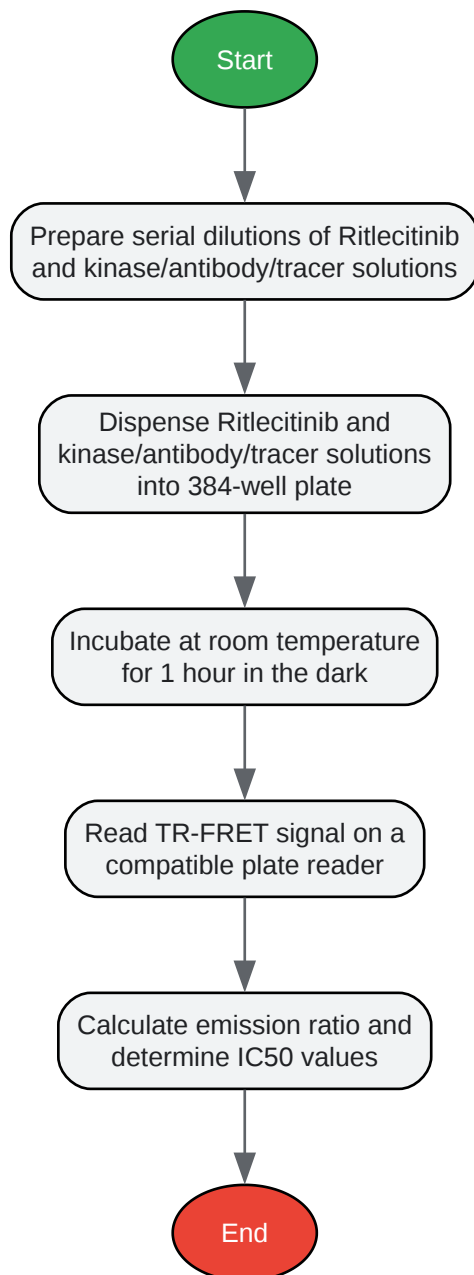 Start
Prepare serial dilutions of Ritlecitinib
and kinase/antibody/tracer solutions
Dispense Ritlecitinib and
kinase/antibody/tracer solutions
into 384-well plate
Incubate at room temperature
for 1 hour in the dark
Read TR-FRET signal on a
compatible plate reader
Calculate emission ratio and
determine IC50 values
End